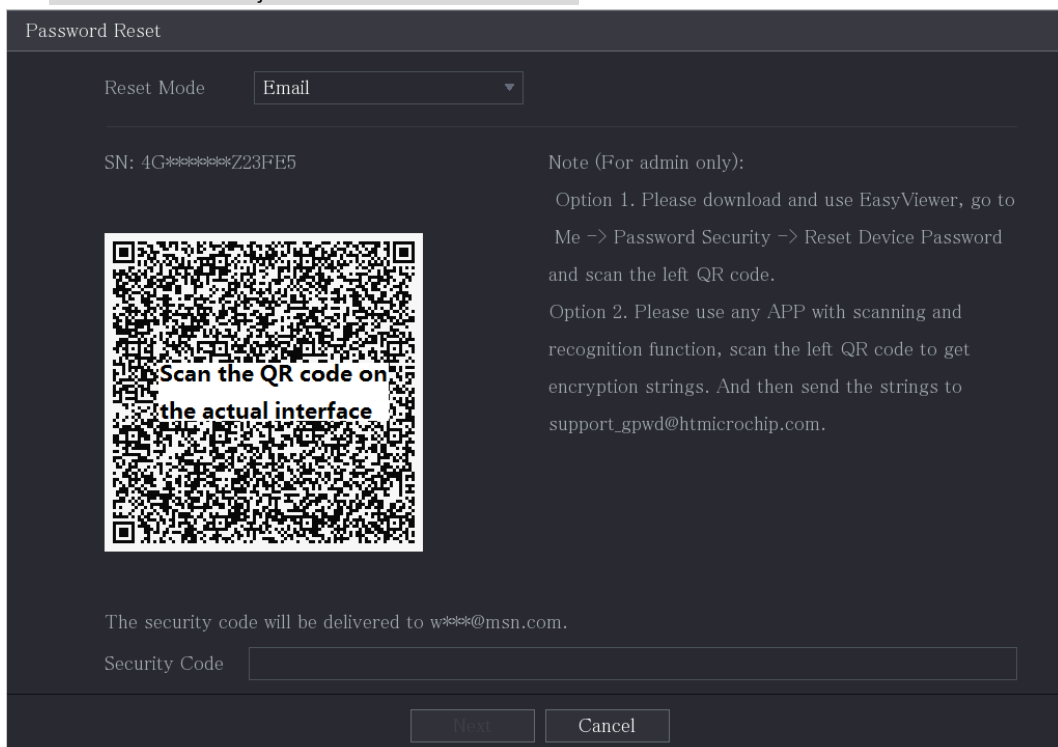 Password Reset
Reset Mode
Email
SN: 4G*******Z23FE5
Note (For admin only):
Option 1. Please download and use EasyViewer, go to
Me -> Password Security -> Reset Device Password
and scan the left QR code.
Option 2. Please use any APP with scanning and
recognition function, scan the left QR code to get
encryption strings. And then send the strings to
support_gpwd@htmicrochip.com.
Scan the QR code on
the actual interface
The security code will be delivered to w***@msn.com.
Security Code
Next
Cancel